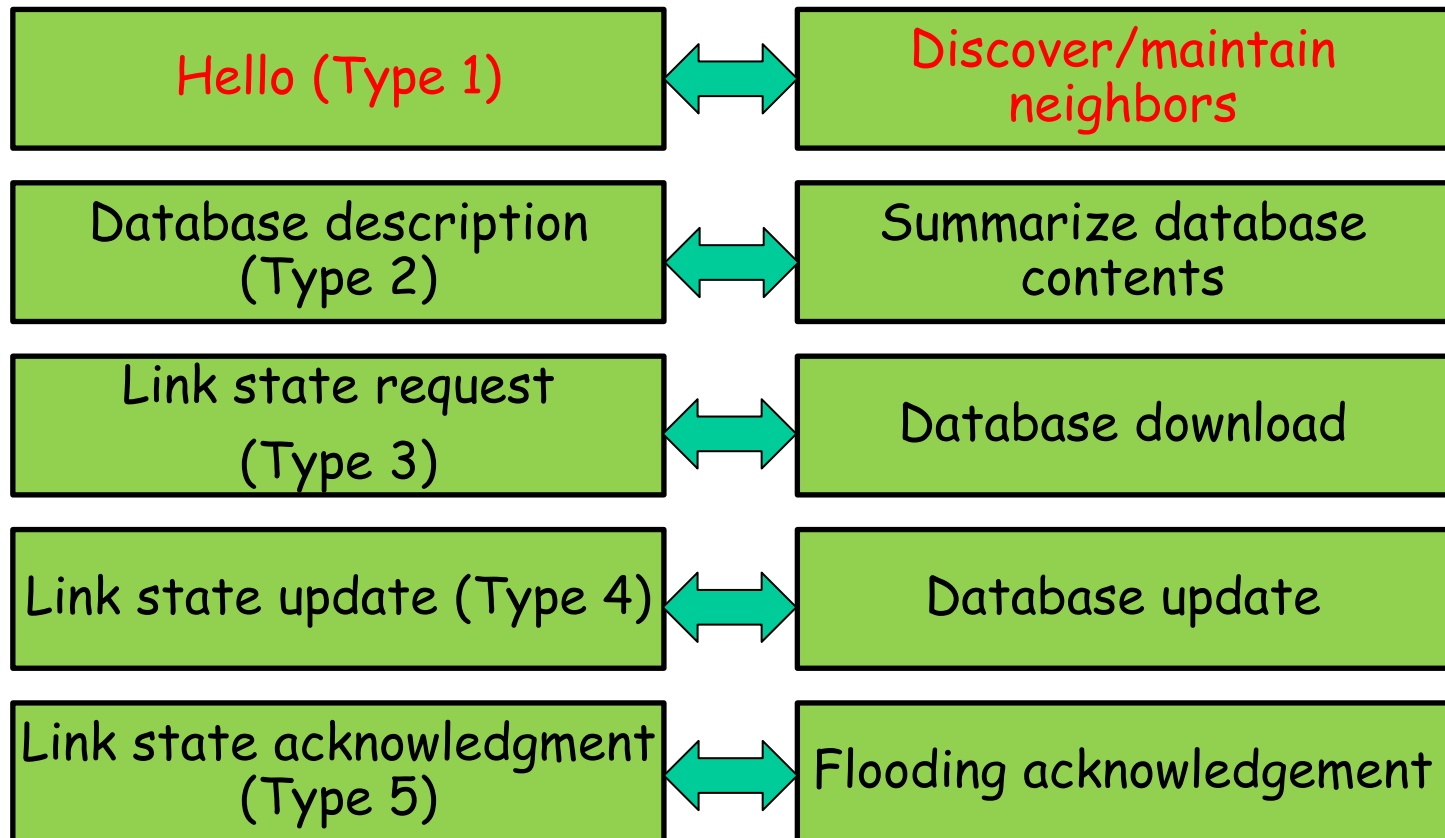 Hello (Type 1)
Discover/maintain
neighbors
Database description
(Type 2)
Summarize database
contents
Link state request
(Type 3)
Database download
Link state update (Type 4)
Database update
Link state acknowledgment
(Type 5)
Flooding acknowledgement